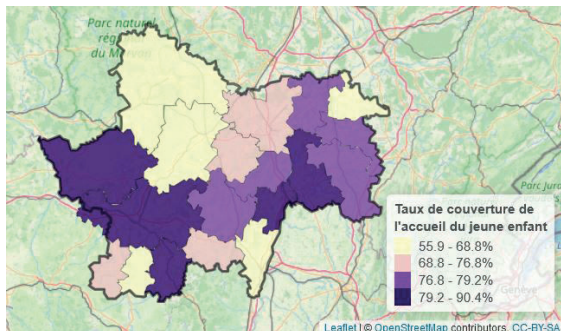 Parc naturel
rég
du Morvan
Taux de couverture de
l'accueil du jeune enfant
55.9 - 68.8%
68.8 - 76.8%
76.8 - 79.2%
79.2 - 90.4%
Parc Jura
Genève
Leaflet | © OpenStreetMap contributors, CC-BY-SA